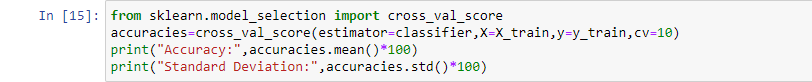 In [15]: from sklearn.model_selection import cross_val_score
accuracies=cross_val_score(estimator=classifier,X=X_train,y=y_train,cv=10)
print("Accuracy:",accuracies.mean()*100)
print("Standard Deviation:",accuracies.std()*100)